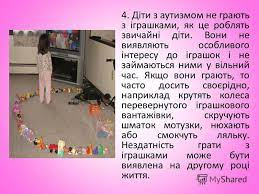 4. Діти з аутизмом не грають
з іграшками, як це роблять
звичайні діти. Вони не
виявляють особливого
інтересу до іграшок і не
займаються ними у вільний
час. Якщо вони грають, то
часто досить своєрідно,
наприклад крутять колеса
перевернутого іграшкового
вантажівки, скручують
шматок мотузки, нюхають
або смокчуть ляльку.
Нездатність грати з
іграшками може бути
виявлена на другому році
життя.
MyShared